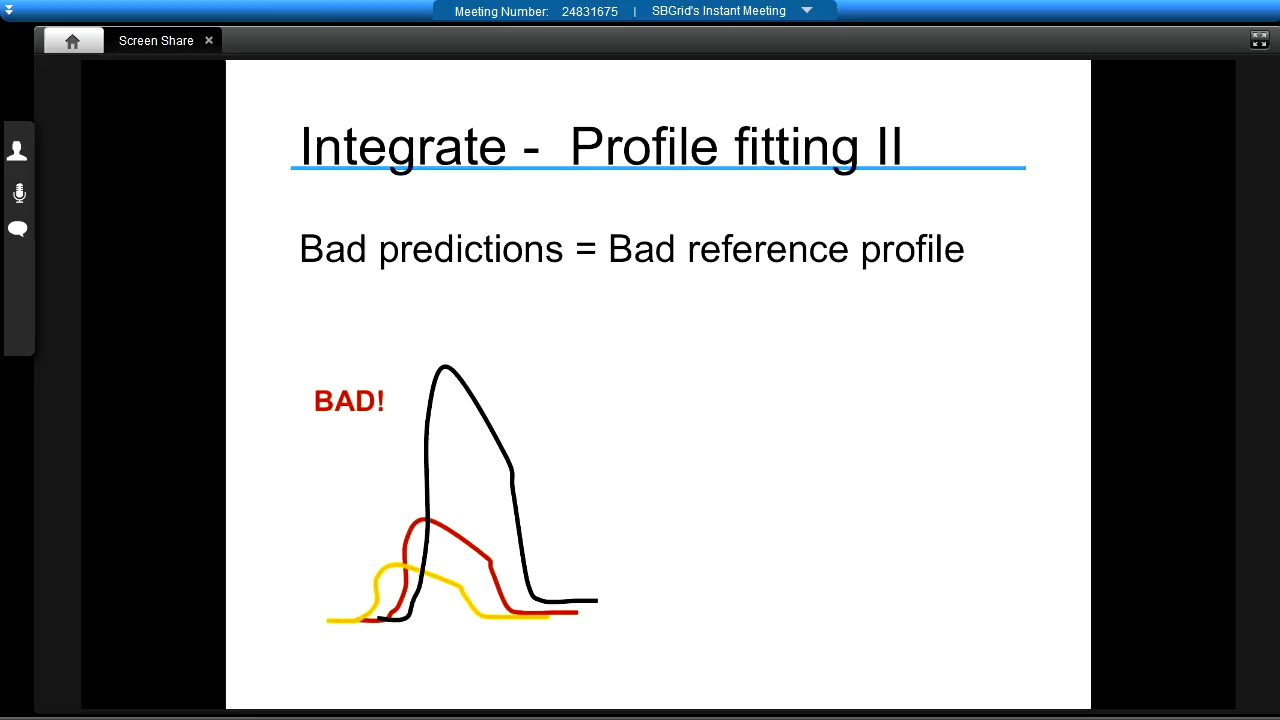 Meeting Number: 24831675 | SBGrid's Instant Meeting
Screen Share
Integrate - Profile fitting II
Bad predictions = Bad reference profile
BAD!